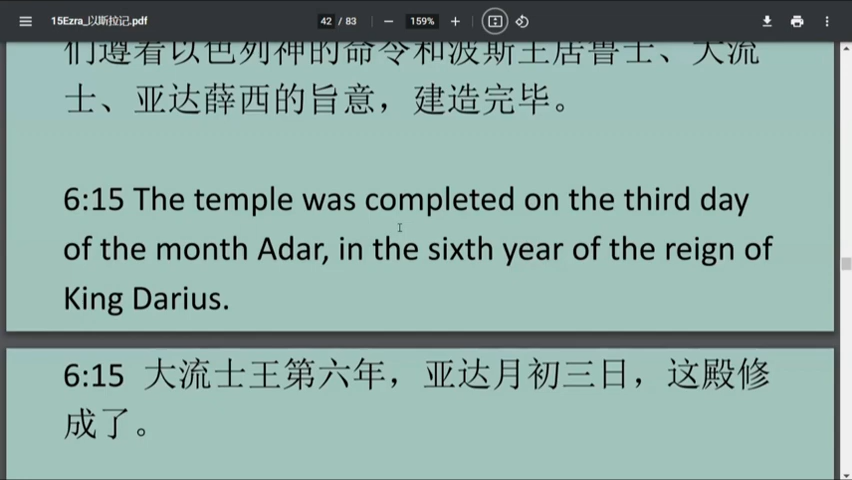 15Ezra_以斯拉记.pdf
42 / 83
159%
们遵着以色列神的命令和波斯王居鲁士、大流
士、亚达薛西的旨意，建造完毕。
6:15 The temple was completed on the third day
of the month Adar, in the sixth year of the reign of
King Darius.
6:15 大流士王第六年，亚达月初三日，这殿修
成了。